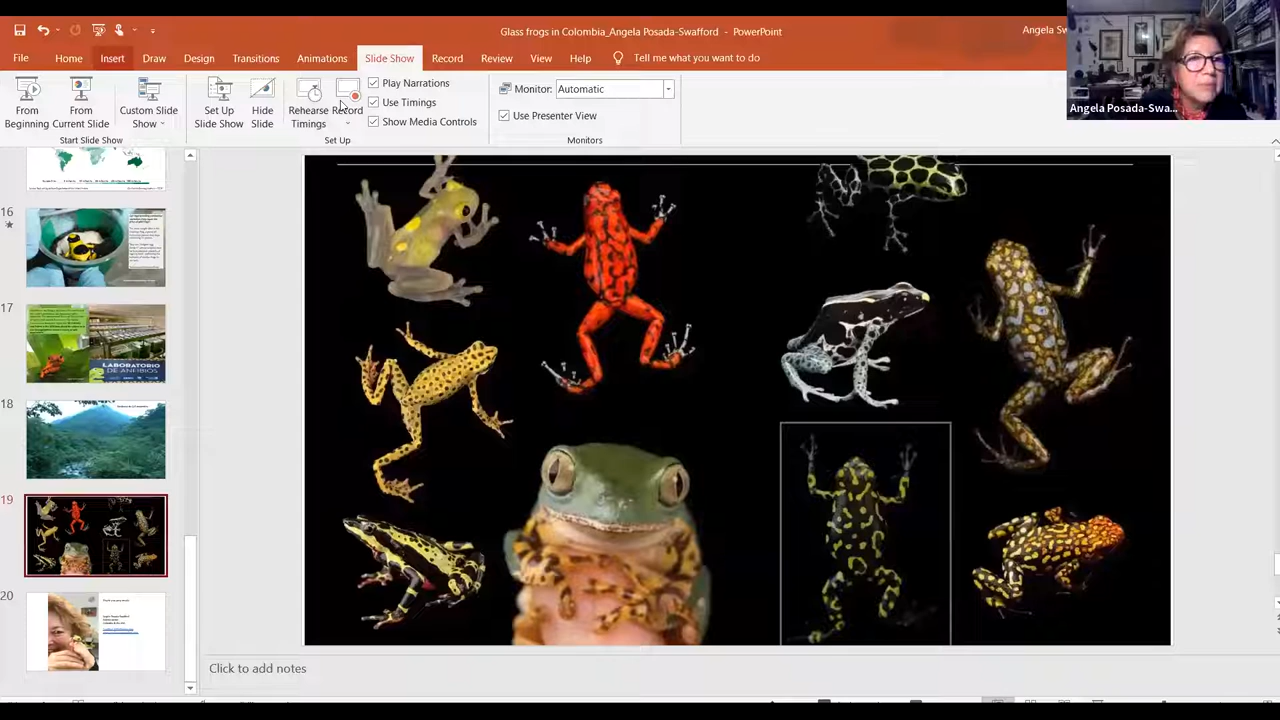 Glass frogs in Colombia_Angela Posada-Swafford - PowerPoint
Angela Sw
File Home Insert Draw Design Transitions Animations Slide Show Record Review View Help Tell me what you want to do
Angela Posada-Swa...
From Beginning
From Current Slide
Custom Slide Show
Set Up Slide Show
Hide Slide
Rehearse Timings
Record
Play Narrations
Use Timings
Show Media Controls
Monitor: Automatic
Use Presenter View
Start Slide Show
Set Up
Monitors
16
17
LABORATORIO
DE ANFIBIOS
18
19
20
Click to add notes